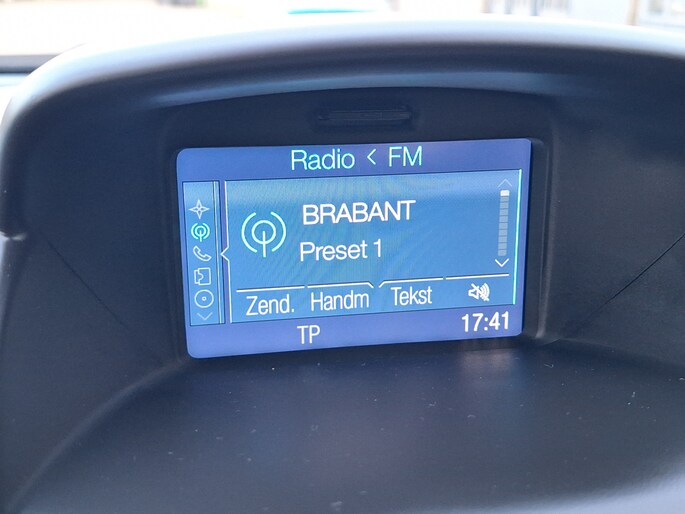 Radio < FM
BRABANT
Preset 1
Zend. Handm Tekst
TP 17:41